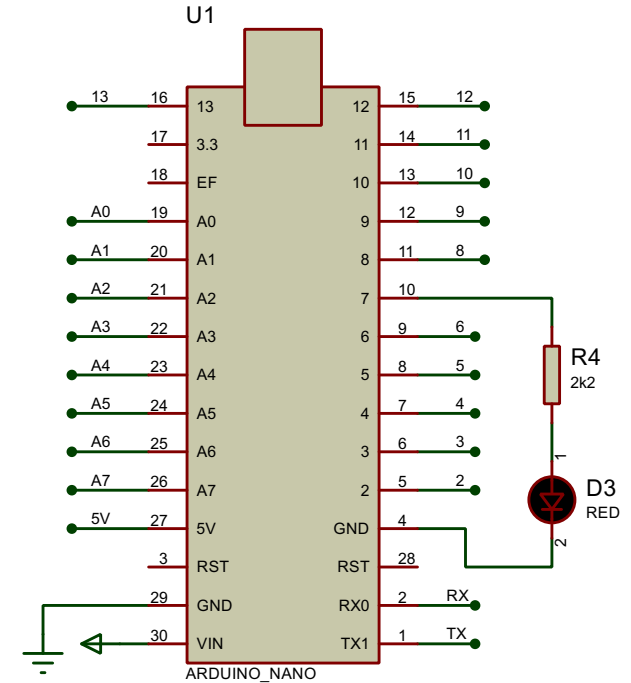 U1
13 16 13 12 15 12
17 3.3 11 14 11
18 EF 10 13 10
A0 19 A0 9 12 9
A1 20 A1 8 11 8
A2 21 A2 7 10
A3 22 A3 6 9 6
A4 23 A4 5 8 5
A5 24 A5 4 7 4
A6 25 A6 3 6 3
A7 26 A7 2 5 2
5V 27 5V GND 4
3 RST RST 28
29 GND RX0 2 RX
30 VIN TX1 1 TX
ARDUINO_NANO
R4
2k2
1
D3
RED
2